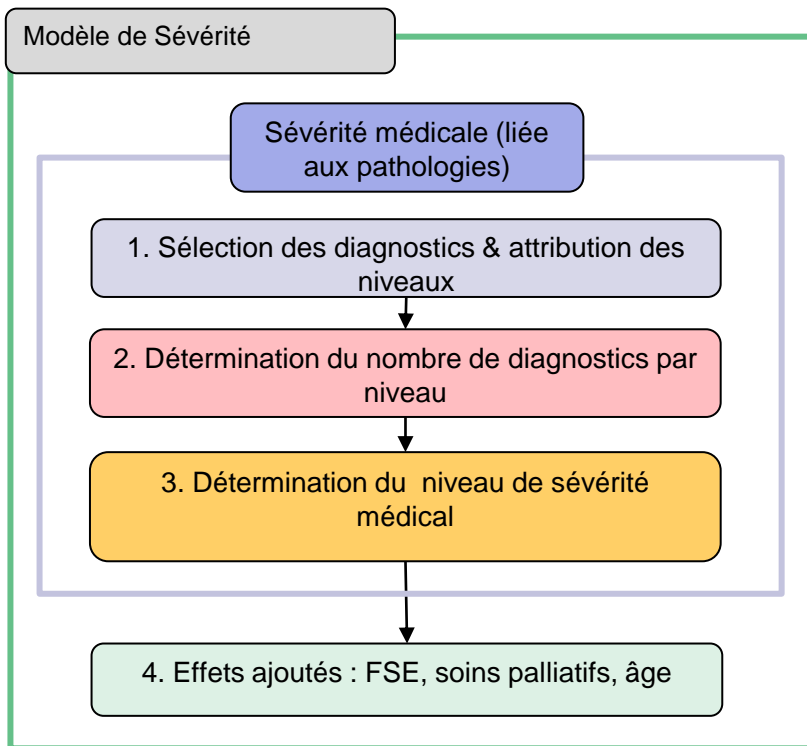 Modèle de Sévérité
Sévérité médicale (liée
aux pathologies)
1. Sélection des diagnostics & attribution des
niveaux
2. Détermination du nombre de diagnostics par
niveau
3. Détermination du niveau de sévérité
médical
4. Effets ajoutés : FSE, soins palliatifs, âge